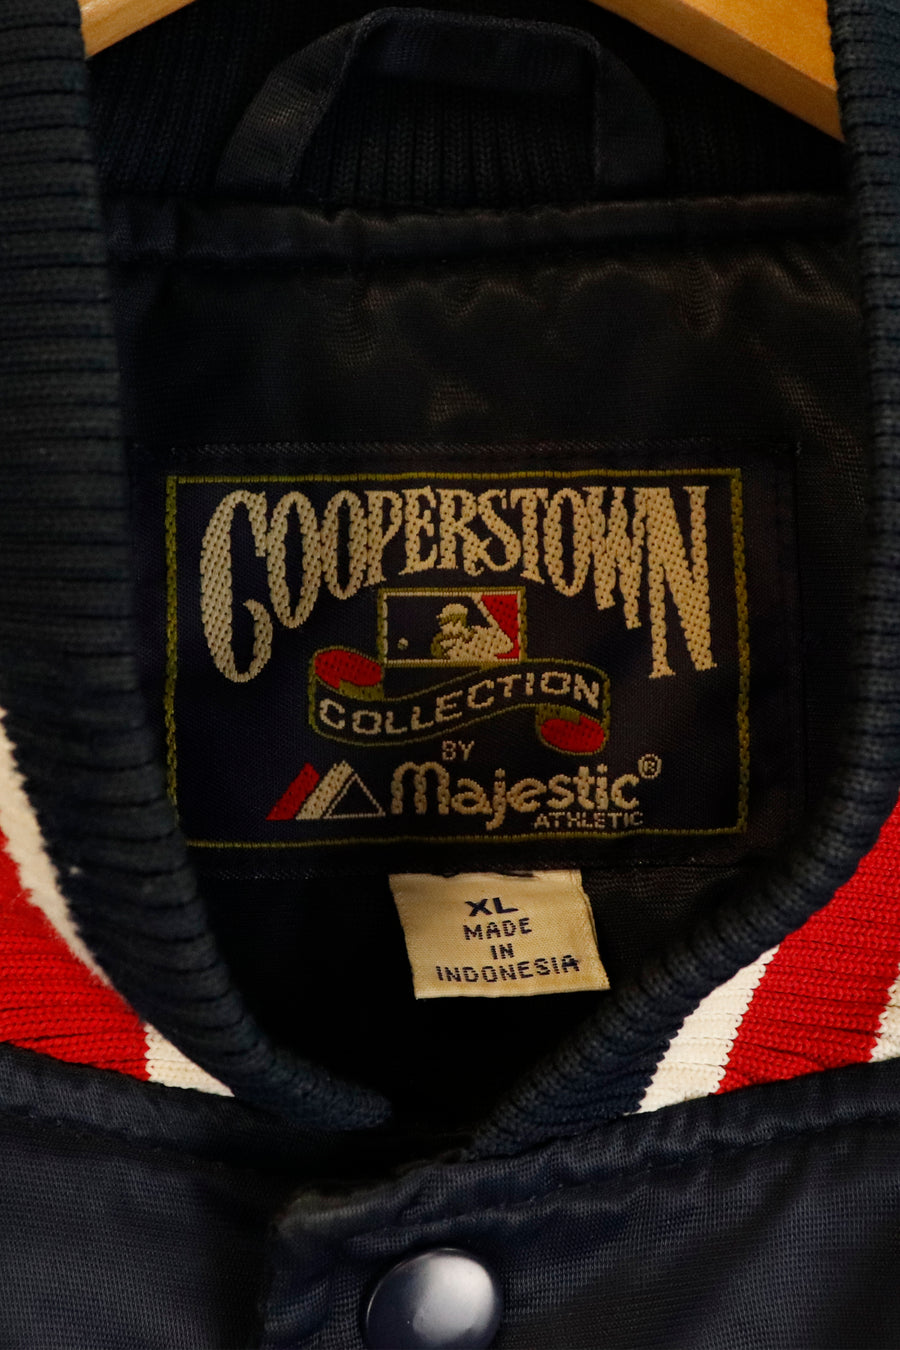 COOPERSTOWN
COLLECTION
BY
Majestic®
ATHLETIC
XL
MADE
IN
INDONESIA